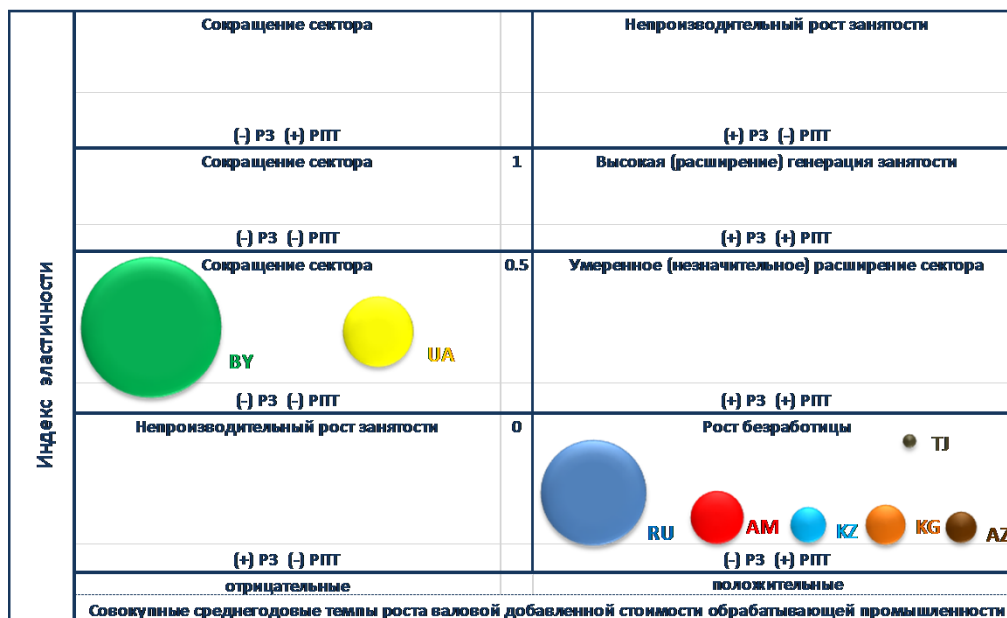 Сокращение сектора
Непроизводительный рост занятости
(-) РЗ (+) РПТ
(+) РЗ (-) РПТ
Сокращение сектора
1
Высокая (расширение) генерация занятости
(-) РЗ (-) РПТ
(+) РЗ (+) РПТ
Сокращение сектора
0.5
Умеренное (незначительное) расширение сектора
BY
UA
(-) РЗ (-) РПТ
(+) РЗ (+) РПТ
Непроизводительный рост занятости
0
Рост безработицы
TJ
RU
AM
KZ
KG
AZ
(+) РЗ (-) РПТ
(-) РЗ (+) РПТ
Индекс эластичности
отрицательные
положительные
Совокупные среднегодовые темпы роста валовой добавленной стоимости обрабатывающей промышленности